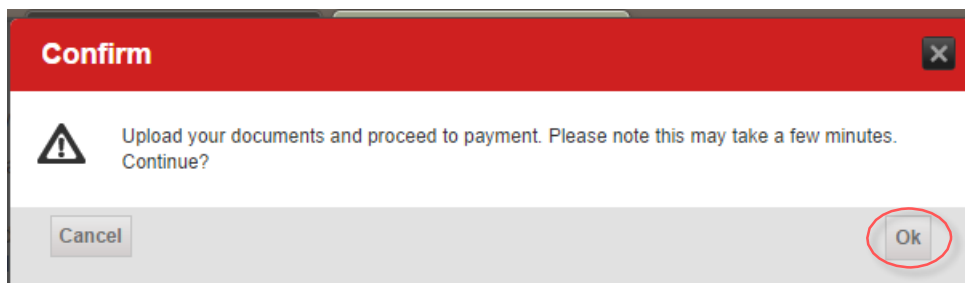 Confirm
Upload your documents and proceed to payment. Please note this may take a few minutes.
Continue?
Cancel
Ok